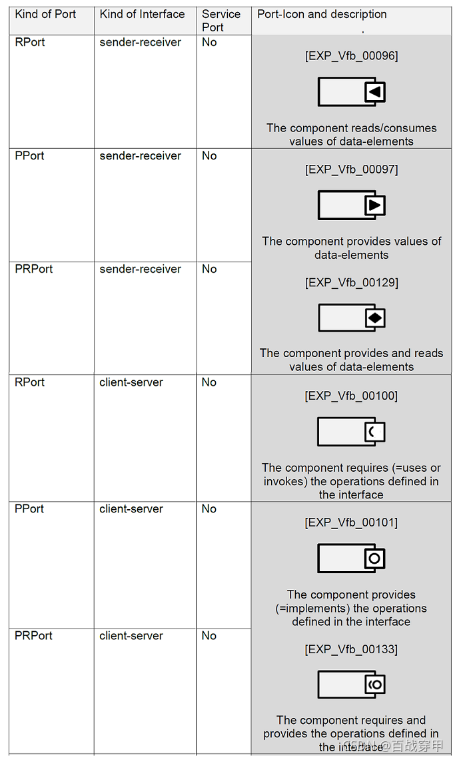 Kind of Port Kind of Interface Service Port Port-Icon and description
RPort sender-receiver No
[EXP_Vfb_00096]
The component reads/consumes
values of data-elements
PPort sender-receiver No
[EXP_Vfb_00097]
The component provides values of
data-elements
PRPort sender-receiver No
[EXP_Vfb_00129]
The component provides and reads
values of data-elements
RPort client-server No
[EXP_Vfb_00100]
The component requires (=uses or
invokes) the operations defined in
the interface
PPort client-server No
[EXP_Vfb_00101]
The component provides
(=implements) the operations
defined in the interface
PRPort client-server No
[EXP_Vfb_00133]
The component requires and
provides the operations defined in
the interface
CSDN @百战穿甲